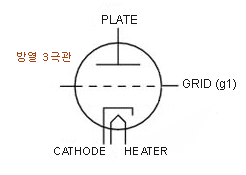 PLATE
방열 3극관
GRID (g1)
CATHODE HEATER